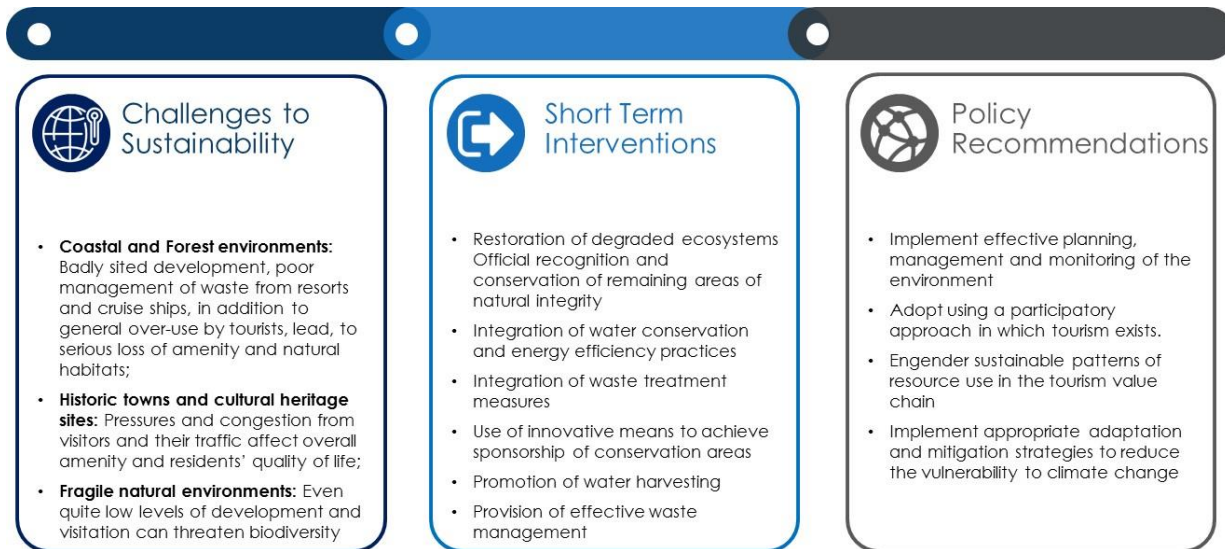 Challenges to
Sustainability
• Coastal and Forest environments:
Badly sited development, poor
management of waste from resorts
and cruise ships, in addition to
general over-use by tourists, lead, to
serious loss of amenity and natural
habitats;
• Historic towns and cultural heritage
sites: Pressures and congestion from
visitors and their traffic affect overall
amenity and residents' quality of life;
• Fragile natural environments: Even
quite low levels of development and
visitation can threaten biodiversity
Short Term
Interventions
• Restoration of degraded ecosystems
Official recognition and
conservation of remaining areas of
natural integrity
• Integration of water conservation
and energy efficiency practices
• Integration of waste treatment
measures
• Use of innovative means to achieve
sponsorship of conservation areas
• Promotion of water harvesting
• Provision of effective waste
management
Policy
Recommendations
• Implement effective planning,
management and monitoring of the
environment
• Adopt using a participatory
approach in which tourism exists.
• Engender sustainable patterns of
resource use in the tourism value
chain
• Implement appropriate adaptation
and mitigation strategies to reduce
the vulnerability to climate change